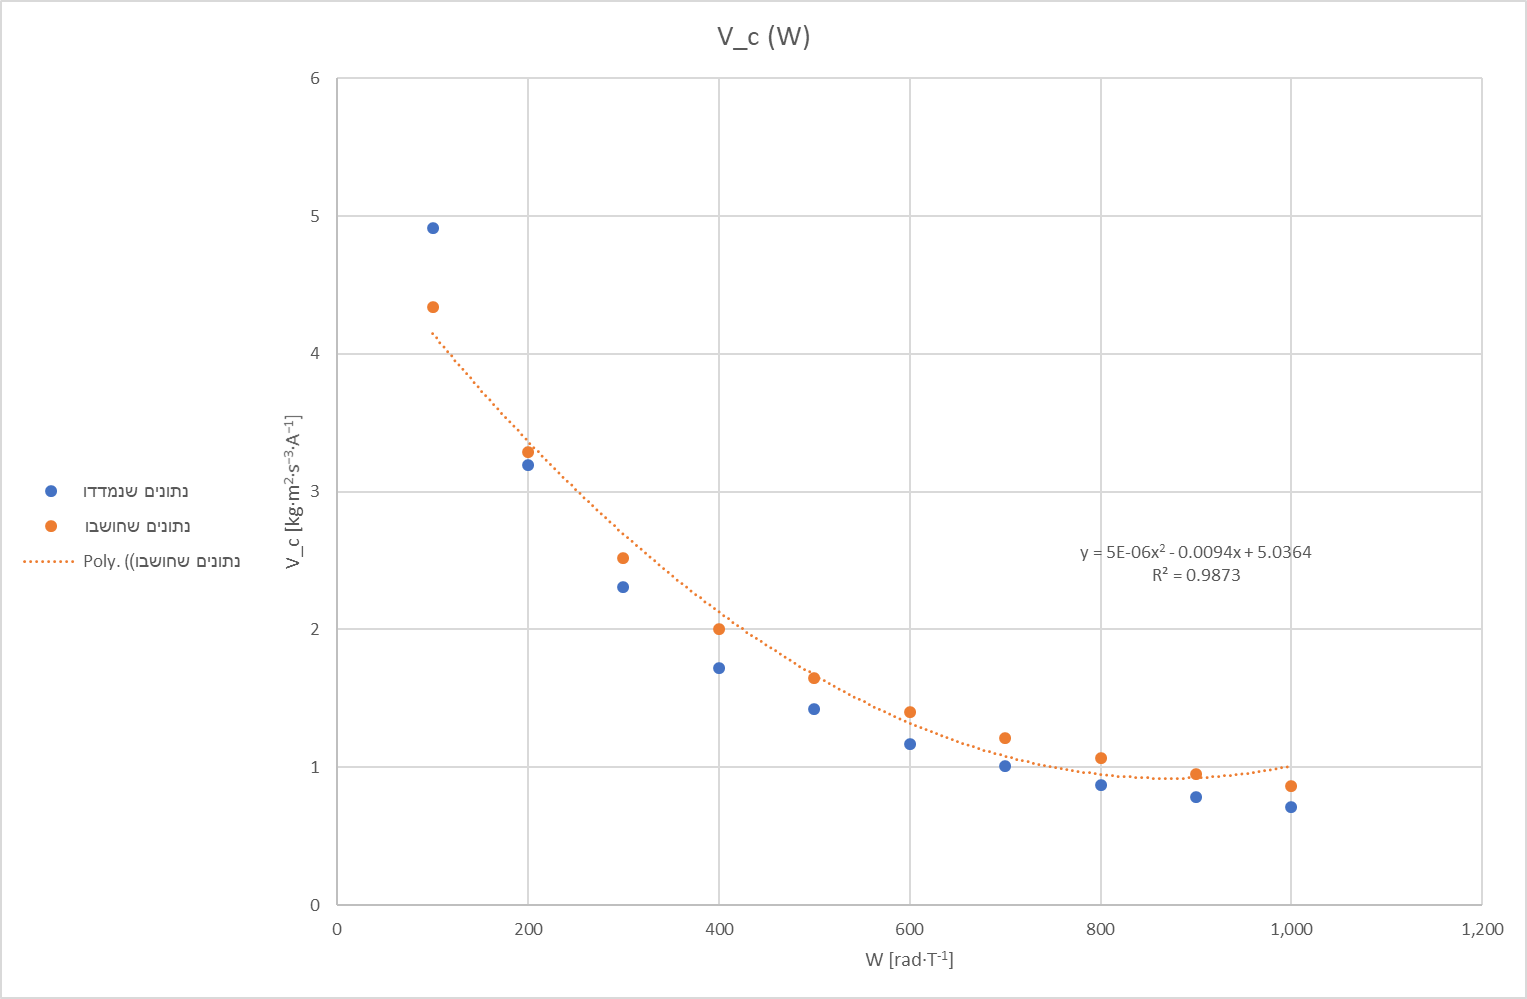 V_c (W)
6
5
4
3
2
1
0
V_c [kg·m²·s⁻³·A⁻¹]
נתונים שנמדדו
נתונים שחושבו
Poly. ((נתונים שחושבו
y = 5E-06x² - 0.0094x + 5.0364
R² = 0.9873
0 200 400 600 800 1,000 1,200
W [rad·T⁻¹]